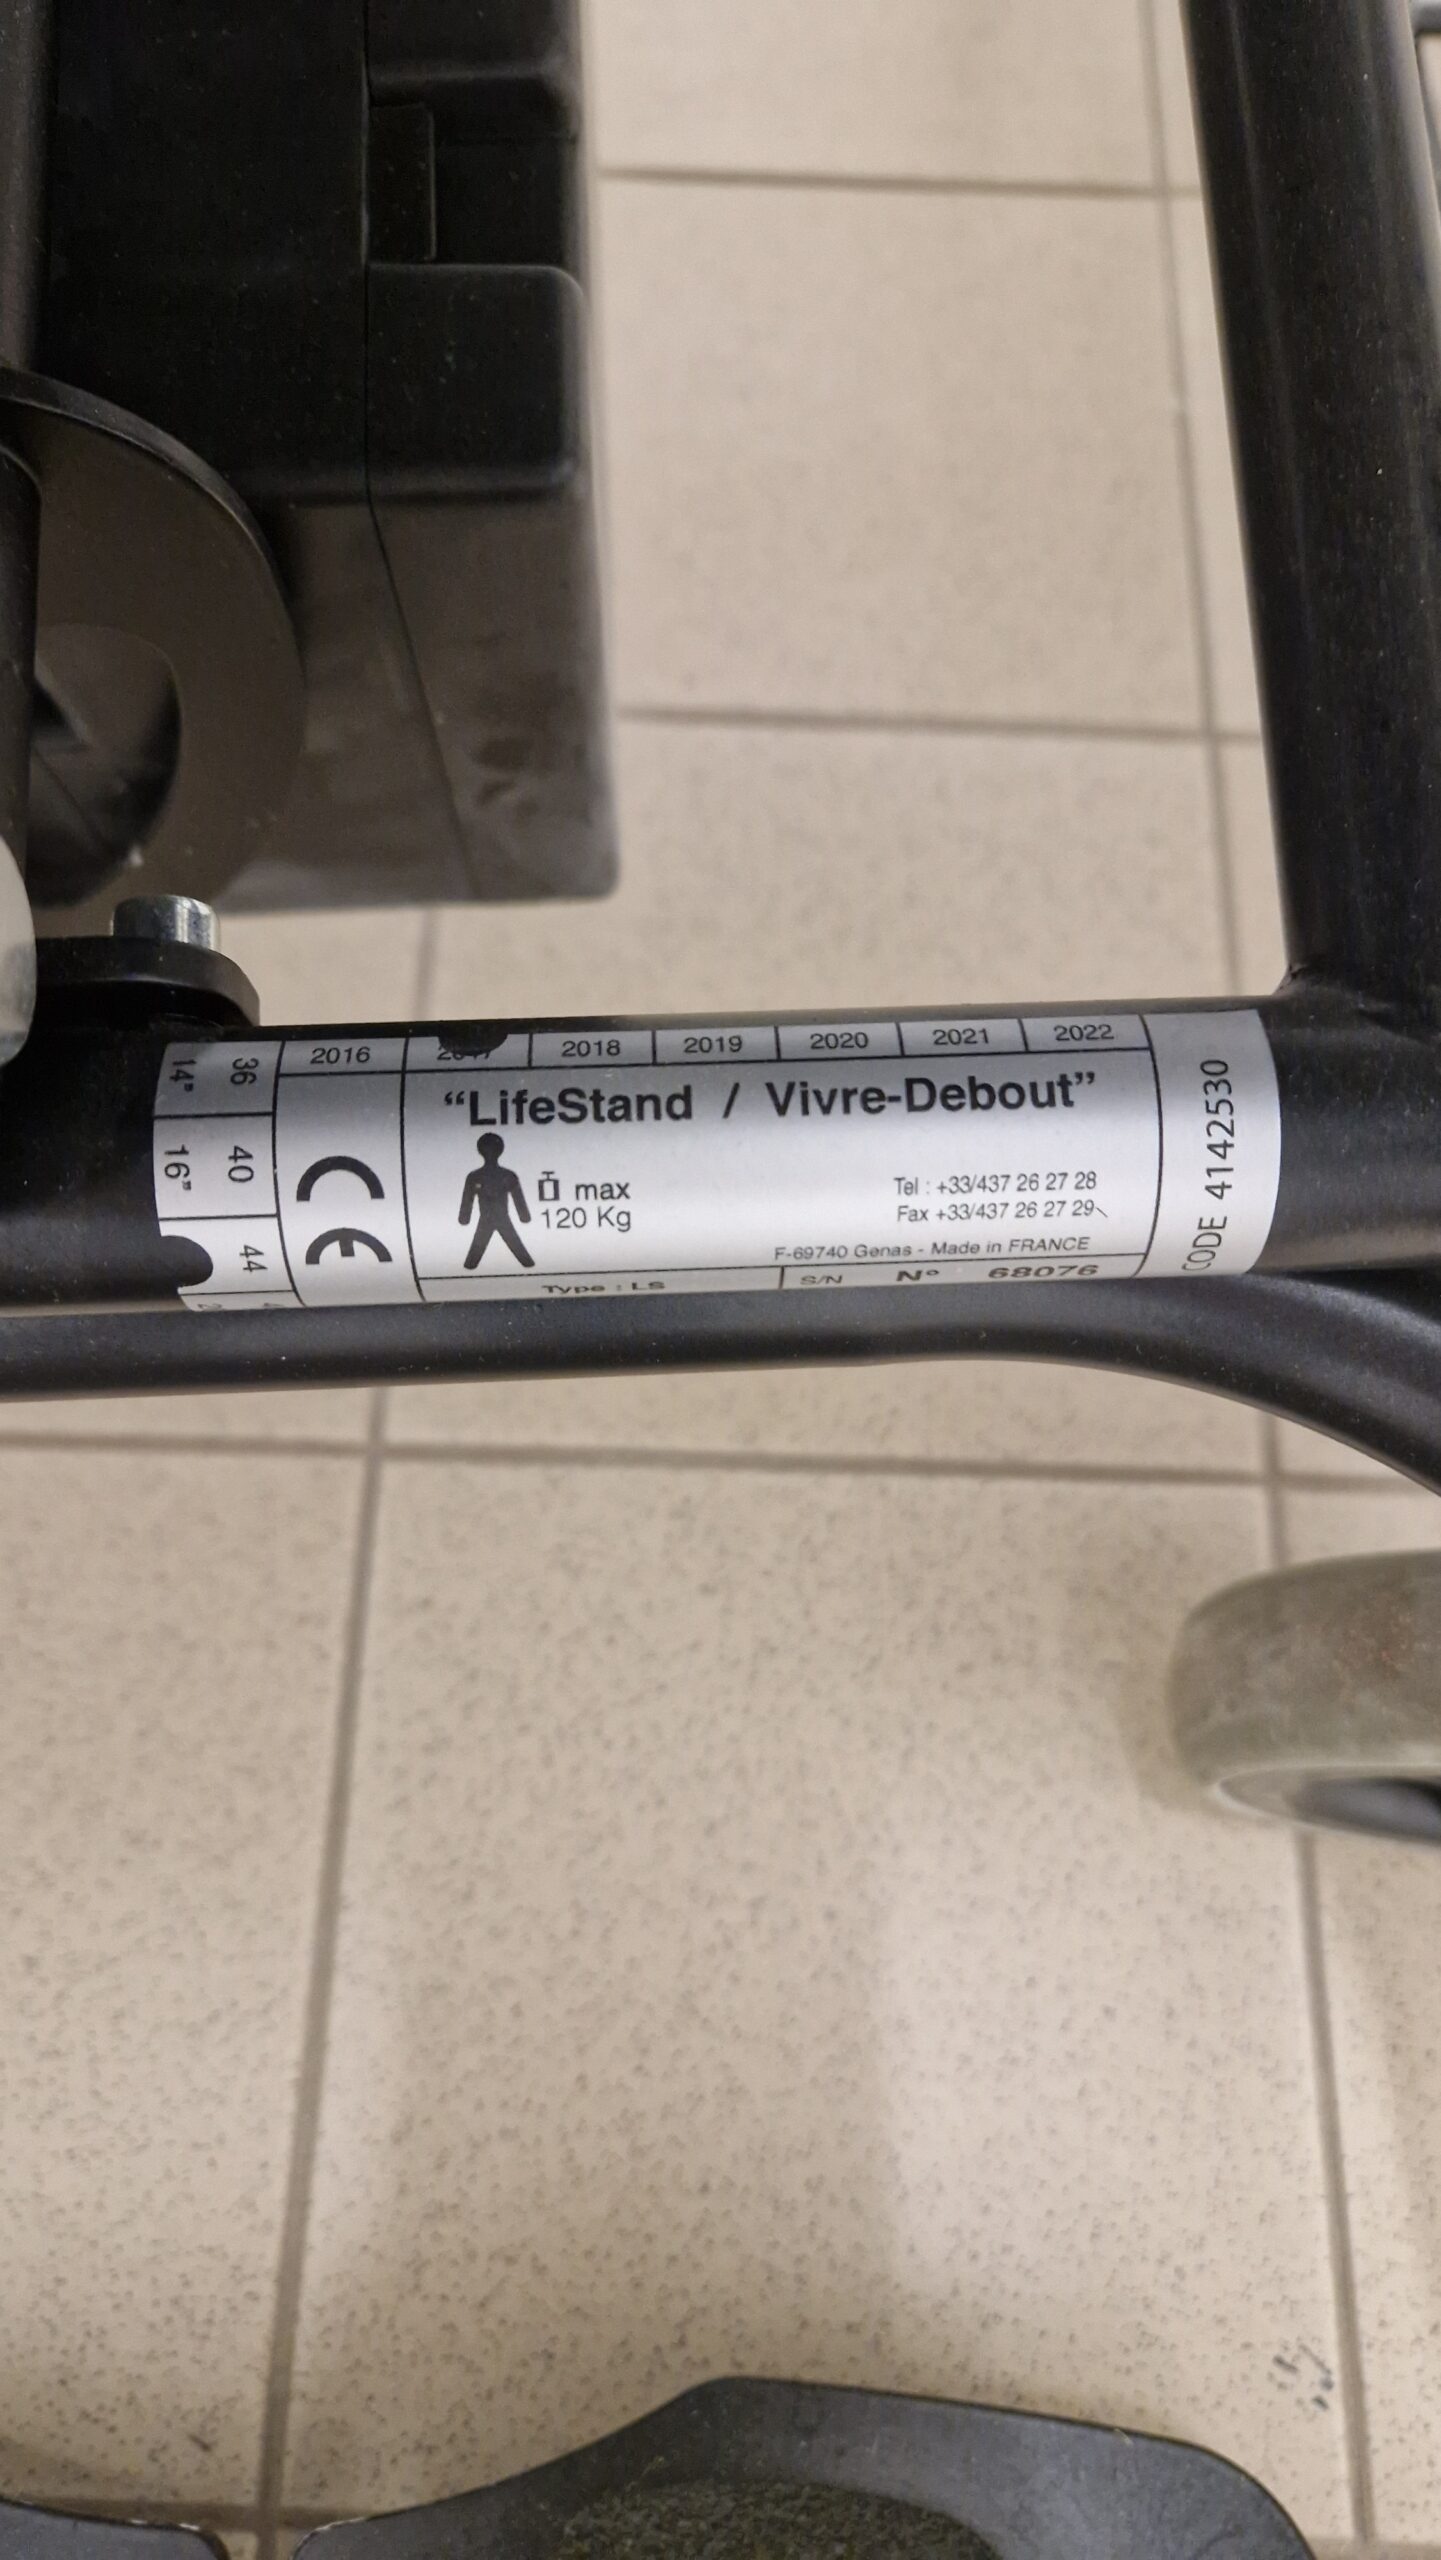 14" 36
16" 40
44
2016 2017 2018 2019 2020 2021 2022
CE
“LifeStand / Vivre-Debout”
max
120 Kg
Tel : +33/437 26 27 28
Fax +33/437 26 27 29
F-69740 Genas - Made in FRANCE
Type : LS
S/N N° 68076
CODE 4142530